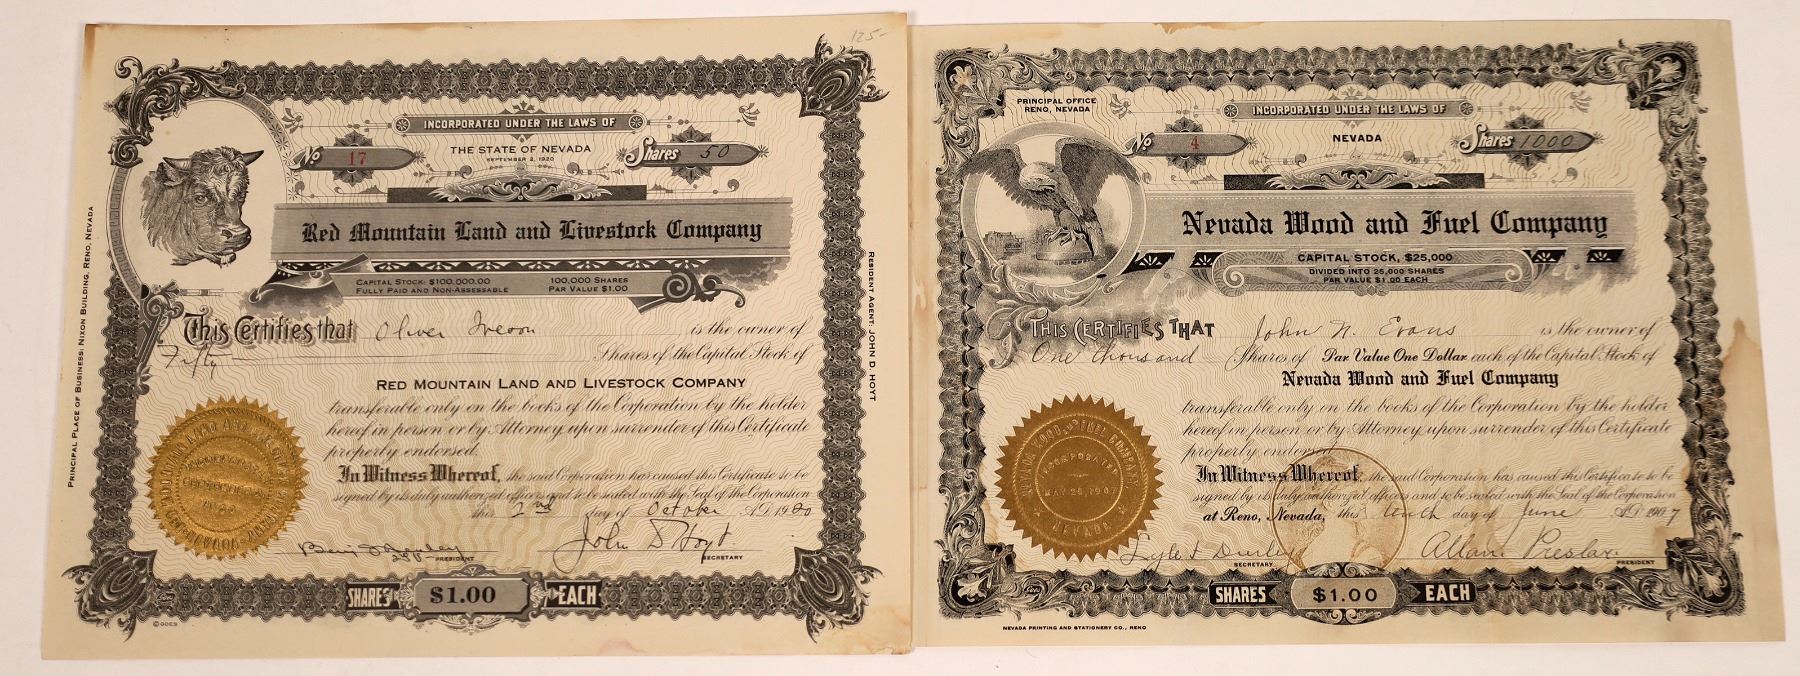 125-
INCORPORATED UNDER THE LAWS OF
THE STATE OF NEVADA
SEPTEMBER 2, 1920
No 17
Shares 50
Red Mountain Land and Livestock Company
CAPITAL STOCK: $100,000.00
FULLY PAID AND NON-ASSESSABLE
100,000 SHARES
PAR VALUE $1.00
This Certifies that Oliver is the owner of
Fifty Shares of the Capital Stock of
RED MOUNTAIN LAND AND LIVESTOCK COMPANY
transferable only on the books of the Corporation by the holder
hereof in person or by Attorney upon surrender of this Certificate
properly endorsed.
In Witness Whereof, the said Corporation has caused this Certificate to be
signed by its duly authorized officers and to be sealed with the Seal of the Corporation
this 2nd day of October A.D. 1920
PRESIDENT
John D Hoyt
SECRETARY
SHARES $1.00 EACH
© GOES
PRINCIPAL PLACE OF BUSINESS: NIXON BUILDING, RENO, NEVADA
RESIDENT AGENT: JOHN D. HOYT
PRINCIPAL OFFICE
RENO, NEVADA
INCORPORATED UNDER THE LAWS OF
NEVADA
No 4
Shares 1000
Nevada Wood and Fuel Company
CAPITAL STOCK, $25,000
DIVIDED INTO 25,000 SHARES
PAR VALUE $1.00 EACH
THIS CERTIFIES THAT John N. Evans is the owner of
One thousand Shares of Par Value One Dollar each of the Capital Stock of
Nevada Wood and Fuel Company
transferable only on the books of the Corporation by the holder
hereof in person or by Attorney upon surrender of this Certificate
properly endorsed.
In Witness Whereof, the said Corporation has caused this Certificate to be
signed by its duly authorized officers and to be sealed with the Seal of the Corporation
at Reno, Nevada, this tenth day of June A.D. 1907
NEVADA WOOD AND FUEL COMPANY
INCORPORATED
MAY 28, 1907
NEVADA
SECRETARY
PRESIDENT
SHARES $1.00 EACH
NEVADA PRINTING AND STATIONERY CO., RENO